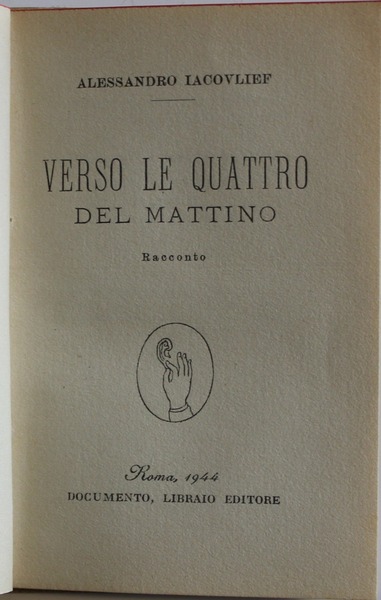 ALESSANDRO IACOVLIEF
VERSO LE QUATTRO
DEL MATTINO
Racconto
Roma, 1944
DOCUMENTO, LIBRAIO EDITORE